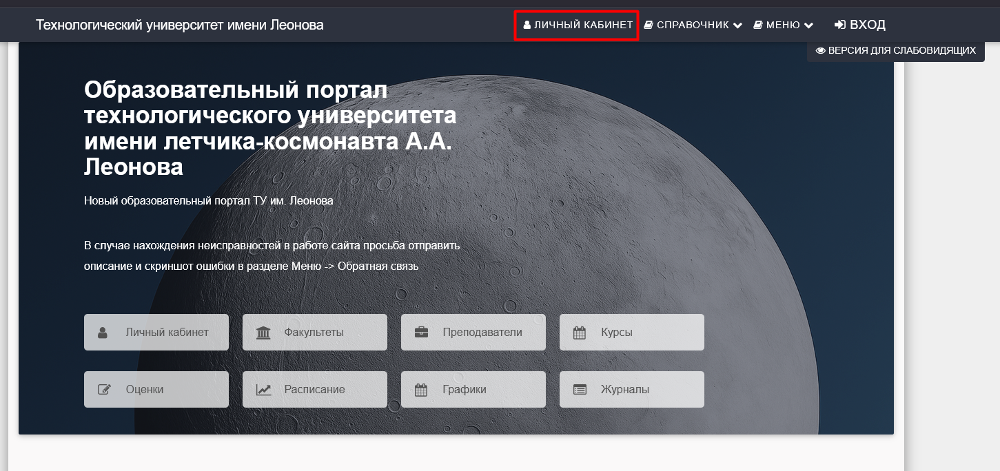 Технологический университет имени Леонова
ЛИЧНЫЙ КАБИНЕТ СПРАВОЧНИК МЕНЮ ВХОД
ВЕРСИЯ ДЛЯ СЛАБОВИДЯЩИХ
Образовательный портал
технологического университета
имени летчика-космонавта А.А.
Леонова
Новый образовательный портал ТУ им. Леонова
В случае нахождения неисправностей в работе сайта просьба отправить
описание и скриншот ошибки в разделе Меню -> Обратная связь
Личный кабинет Факультеты Преподаватели Курсы
Оценки Расписание Графики Журналы